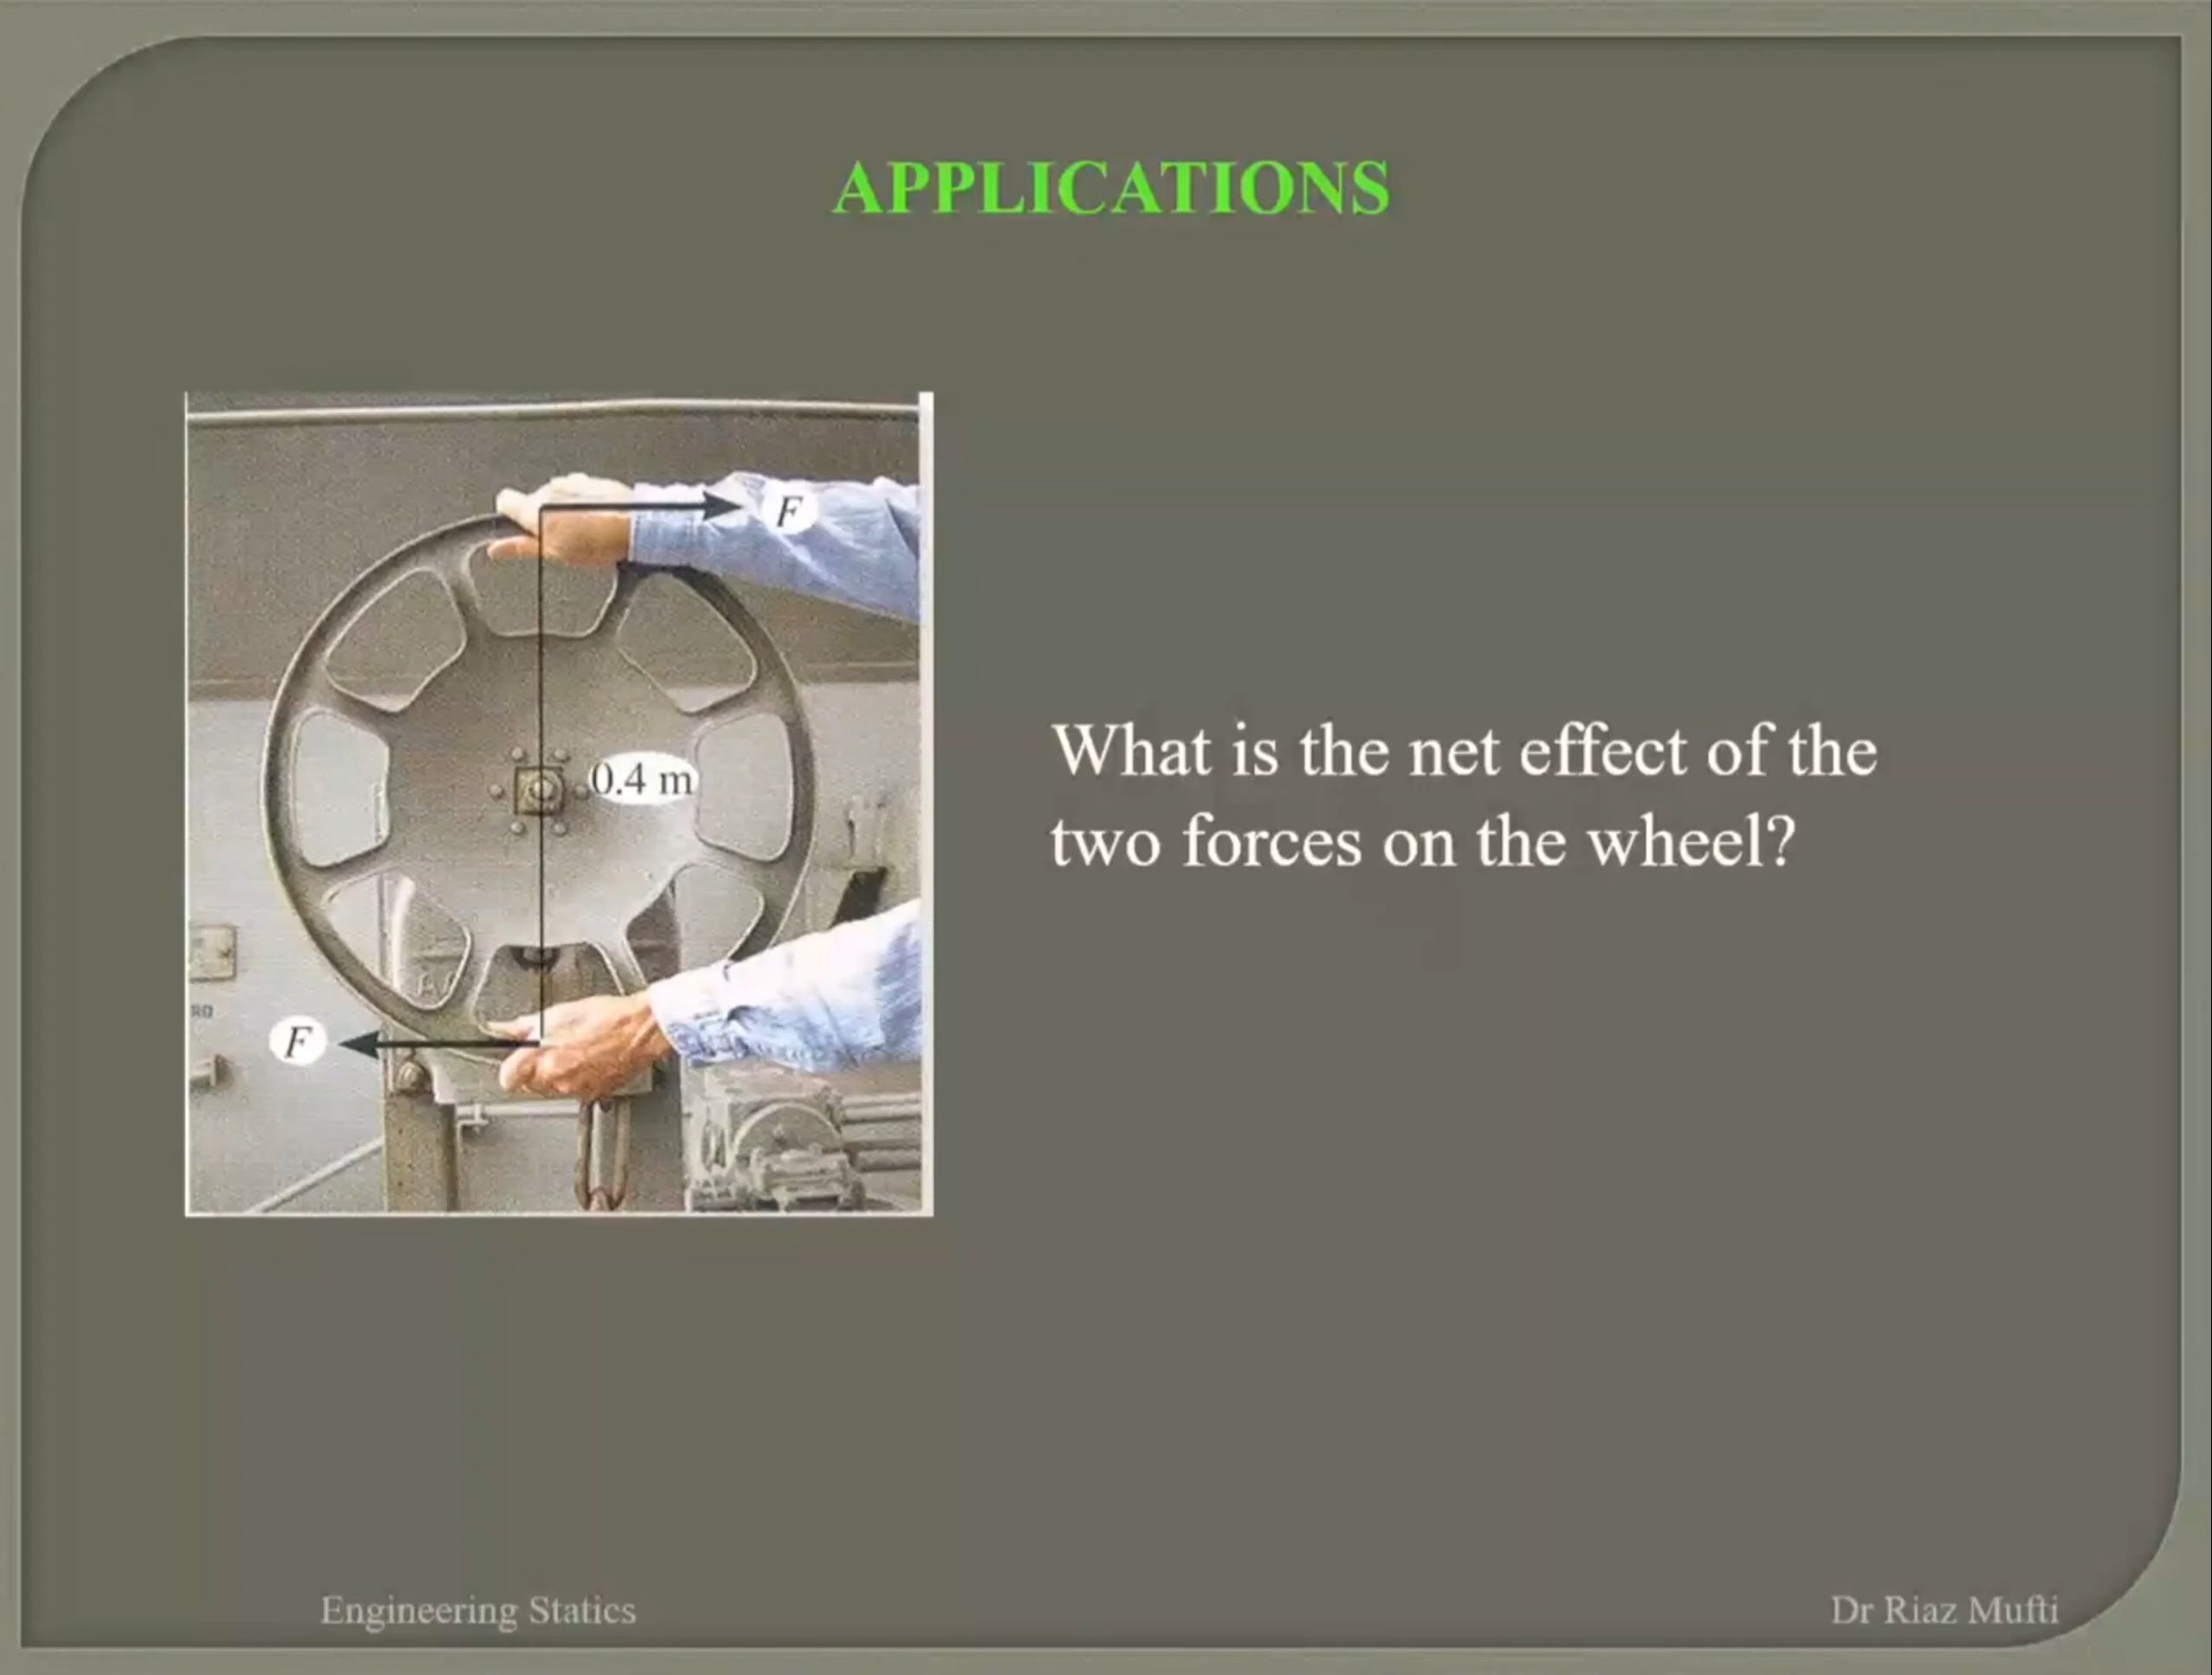 APPLICATIONS
F
0.4 m
F
What is the net effect of the
two forces on the wheel?
Engineering Statics
Dr Riaz Mufti